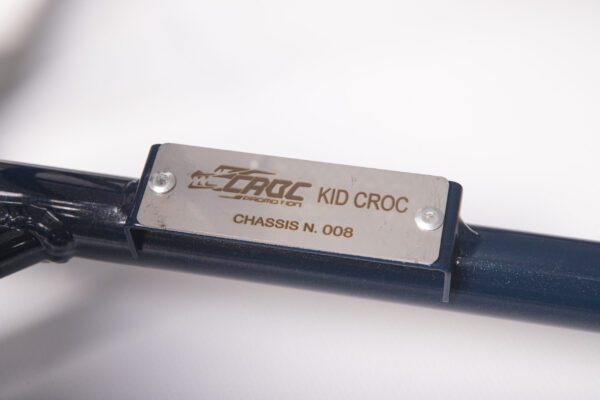 CROC KID CROC
PROMOTION
CHASSIS N. 008